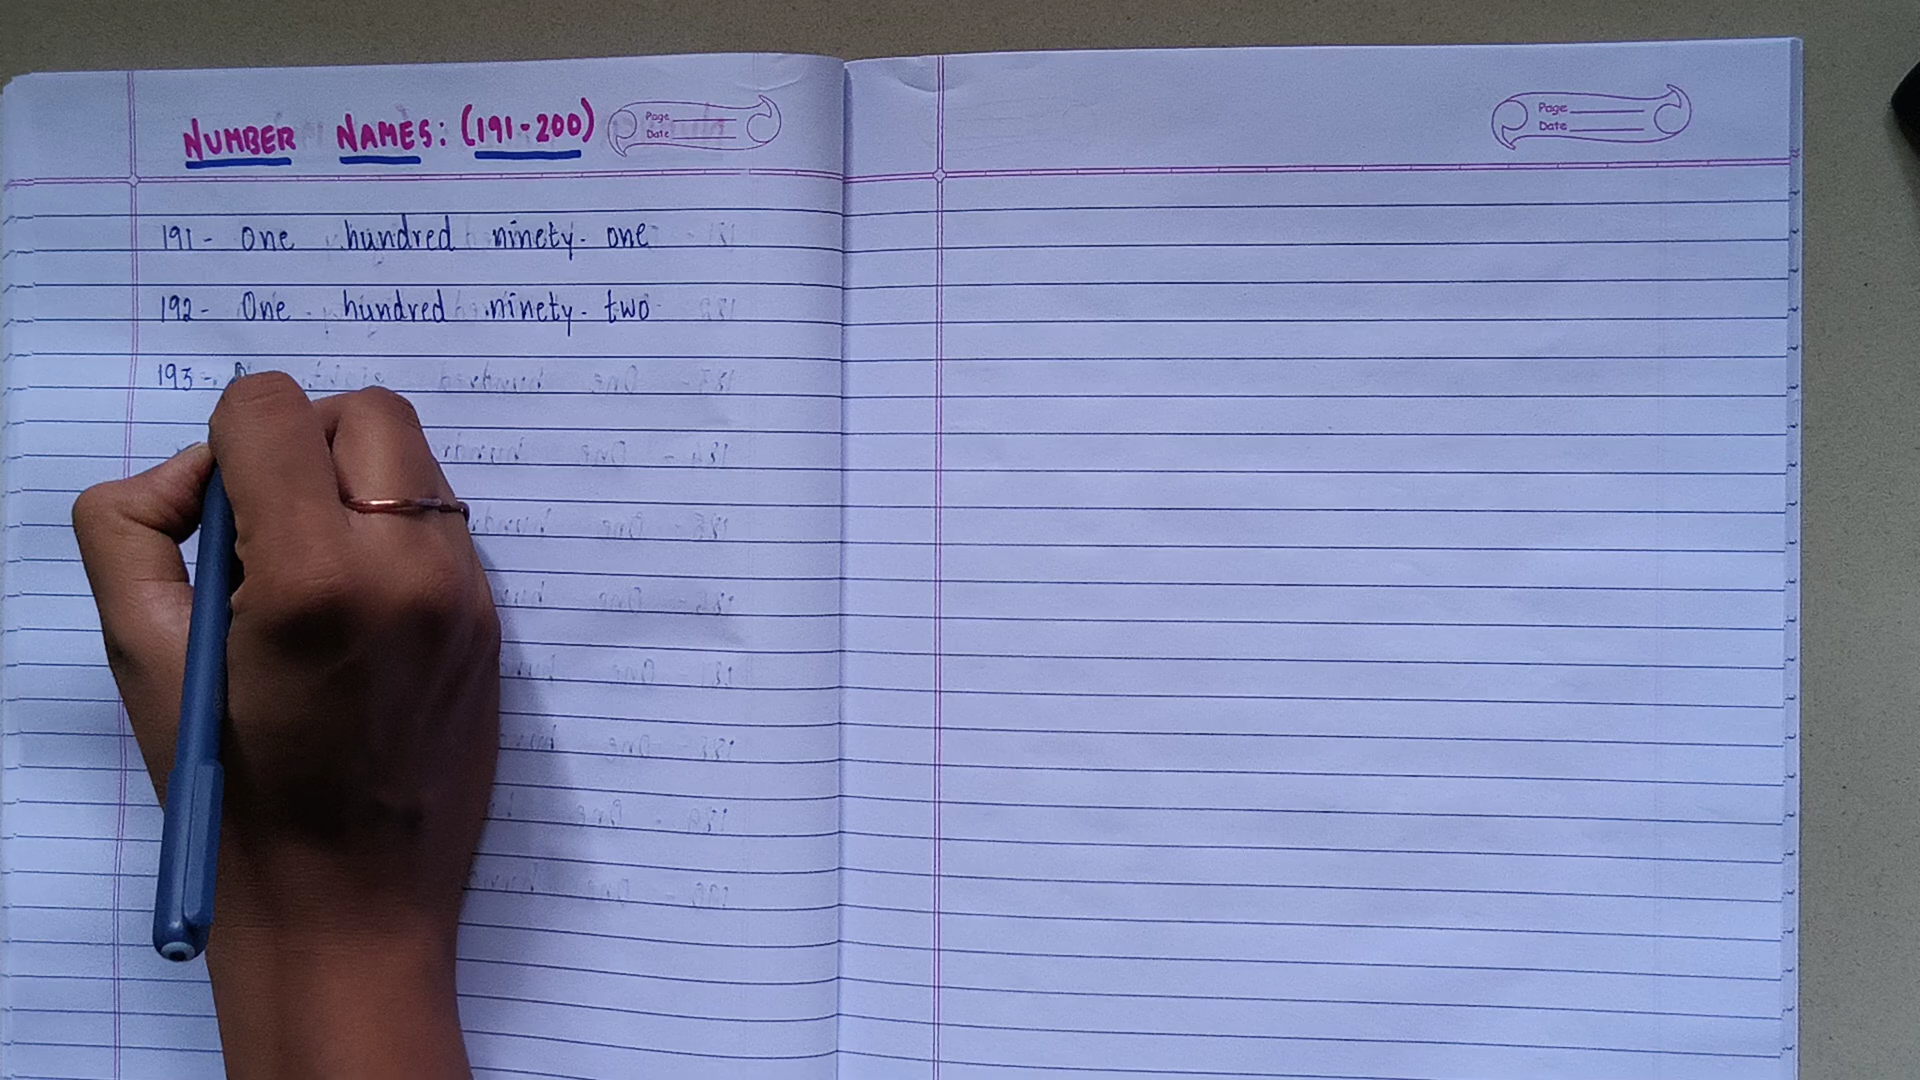 NUMBER NAMES: (191-200)
Page
Date
191- One hundred ninety-one
192- One hundred ninety-two
193-
Page
Date